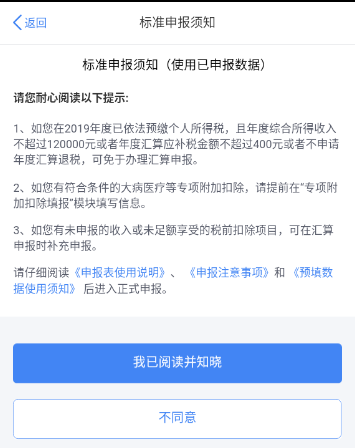 返回
标准申报须知
标准申报须知（使用已申报数据）
请您耐心阅读以下提示:
1、如您在2019年度已依法预缴个人所得税，且年度综合所得收入
不超过120000元或者年度汇算应补税金额不超过400元或者不申请
年度汇算退税，可免于办理汇算申报。
2、如您有符合条件的大病医疗等专项附加扣除，请提前在“专项附
加扣除填报”模块填写信息。
3、如您有未申报的收入或未足额享受的税前扣除项目，可在汇算
申报时补充申报。
请仔细阅读《申报表使用说明》、《申报注意事项》和《预填数
据使用须知》 后进入正式申报。
我已阅读并知晓
不同意